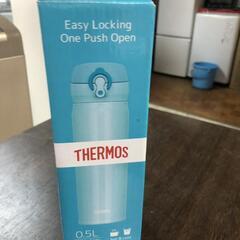 Easy Locking
One Push Open
THERMOS
0.5L